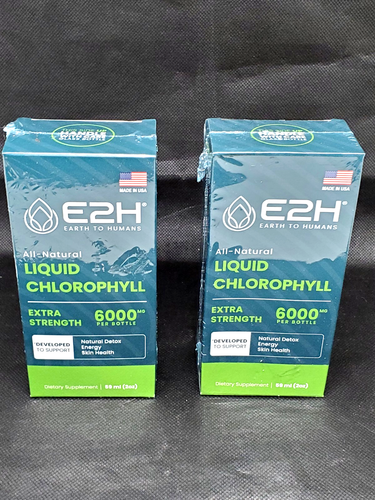 MADE IN USA
E2H®
EARTH TO HUMANS
All-Natural
LIQUID
CHLOROPHYLL
EXTRA
STRENGTH
6000MG
PER BOTTLE
DEVELOPED
TO SUPPORT
Natural Detox
Energy
Skin Health
Dietary Supplement | 59 ml (2oz)
MADE IN USA
E2H®
EARTH TO HUMANS
All-Natural
LIQUID
CHLOROPHYLL
EXTRA
STRENGTH
6000MG
PER BOTTLE
DEVELOPED
TO SUPPORT
Natural Detox
Energy
Skin Health
Dietary Supplement | 59 ml (2oz)